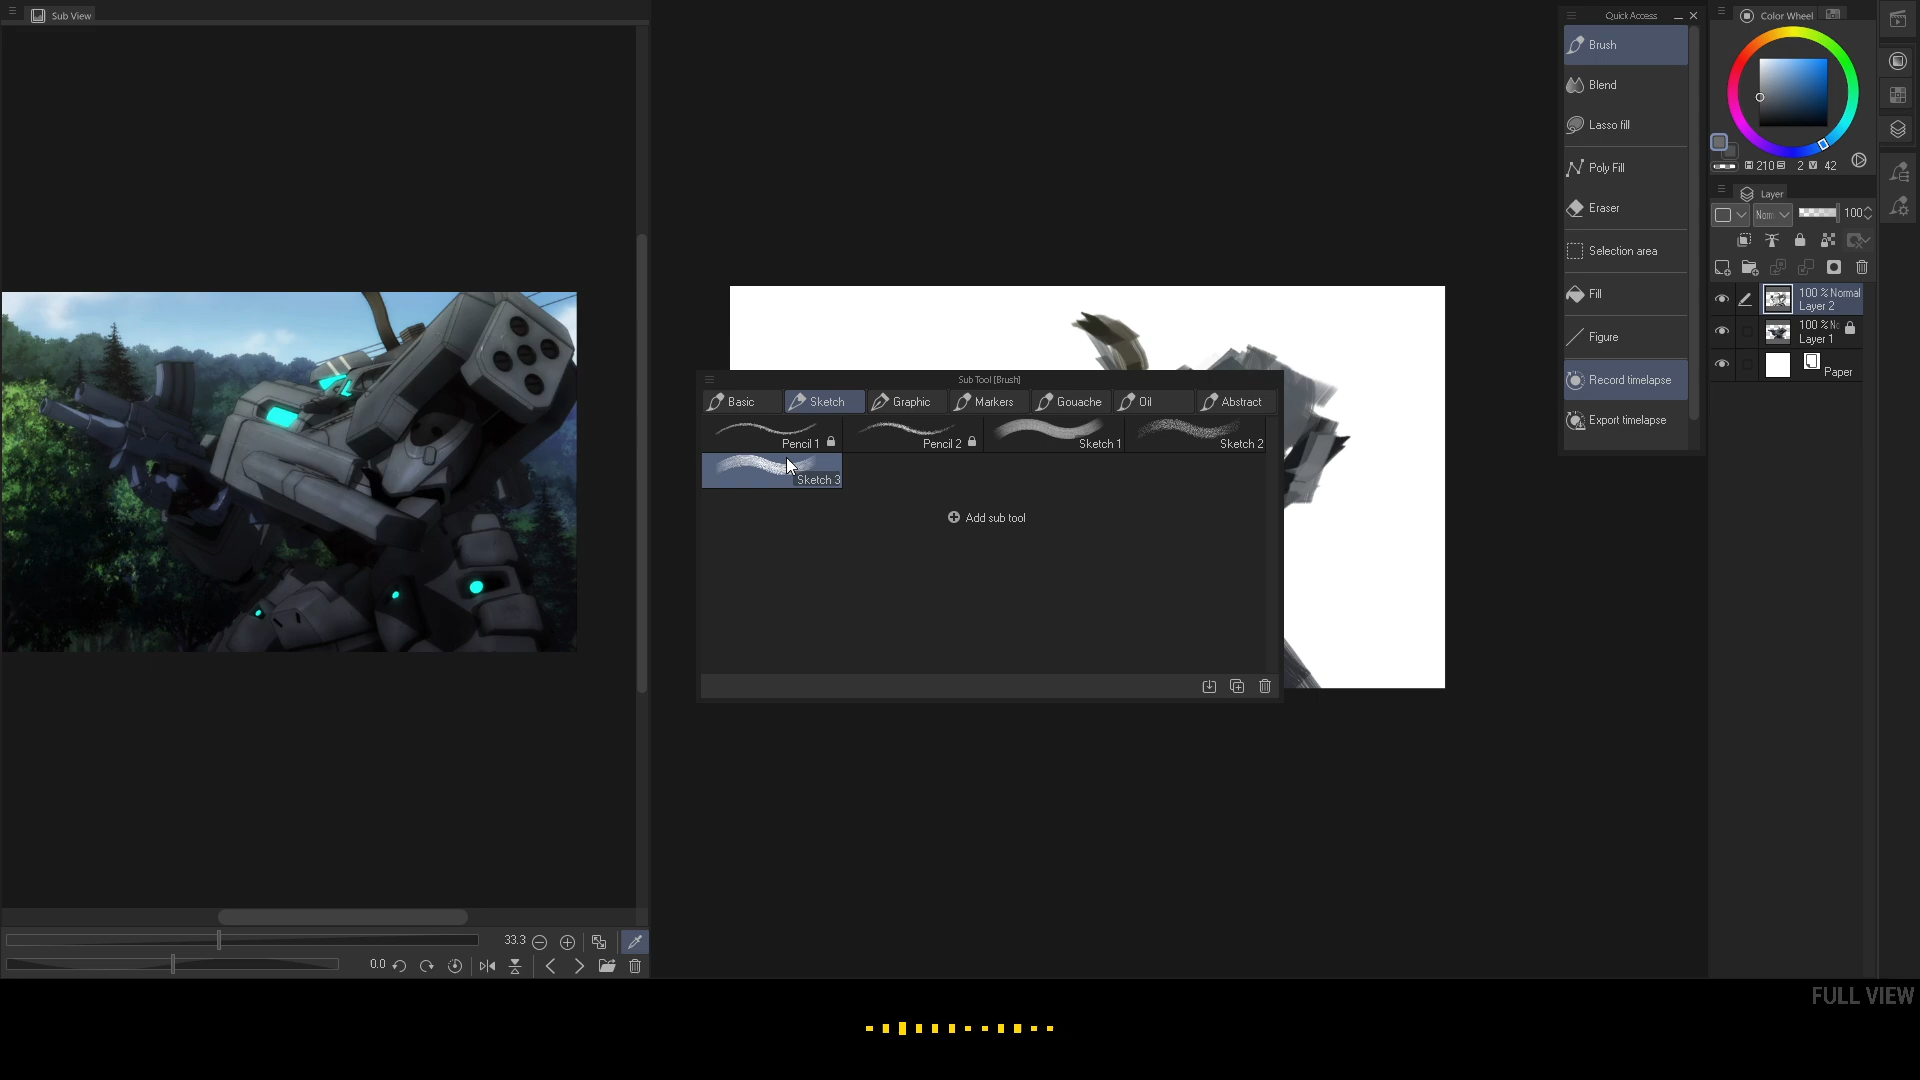 Sub View
Quick Access
Brush
Blend
Lasso fill
Poly Fill
Eraser
Selection area
Fill
Figure
Record timelapse
Export timelapse
Color Wheel
210 2 42
Layer
Norm 100
100 % Normal
Layer 2
100 % No
Layer 1
Paper
Sub Tool [Brush]
Basic Sketch Graphic Markers Gouache Oil Abstract
Pencil 1 Pencil 2 Sketch 1 Sketch 2
Sketch 3
Add sub tool
33.3
0.0
FULL VIEW